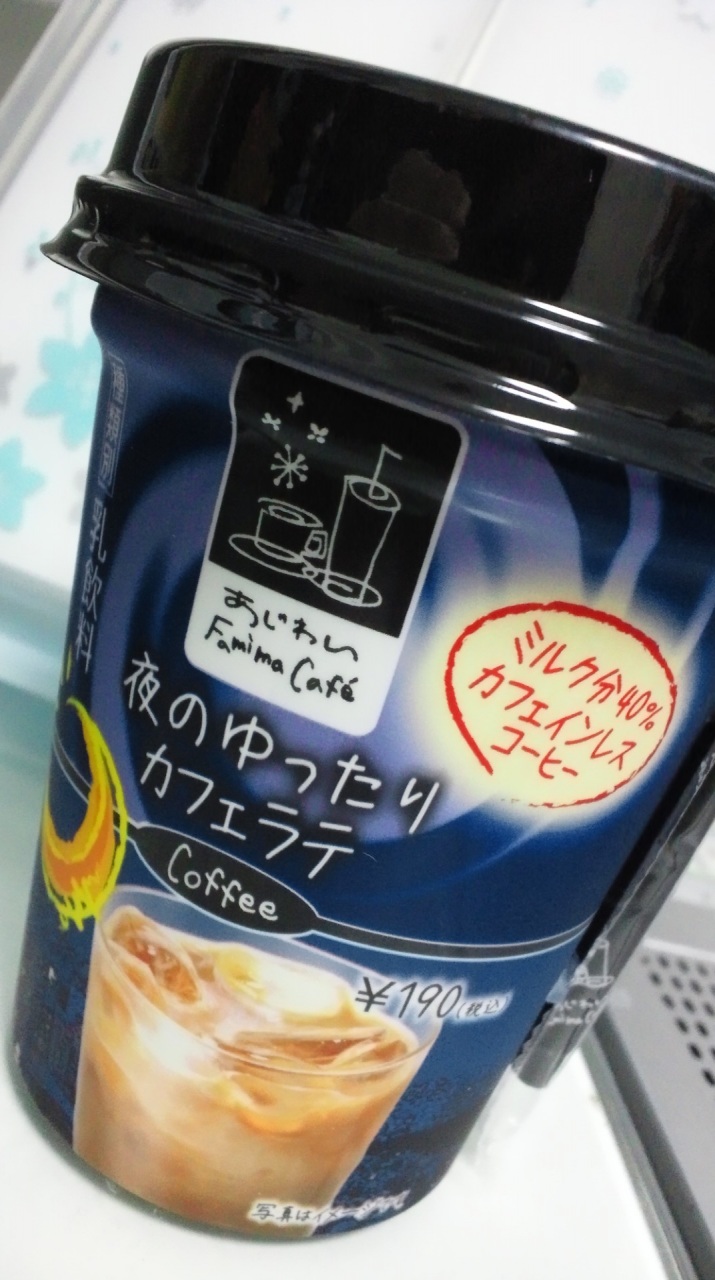 種類別 乳飲料
あじわい
Famima Café
ミルク分40%
カフェインレス
コーヒー
夜のゆったり
カフェラテ
Coffee
¥190(税込)
写真はイメージです